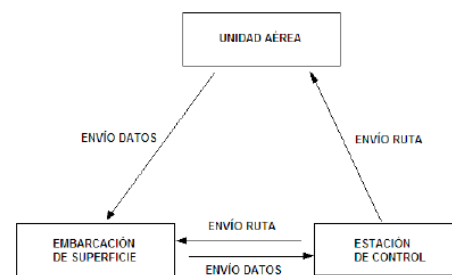 UNIDAD AÉREA
ENVÍO DATOS
ENVÍO RUTA
ENVÍO RUTA
EMBARCACIÓN
DE SUPERFICIE
ESTACIÓN
DE CONTROL
ENVÍO DATOS